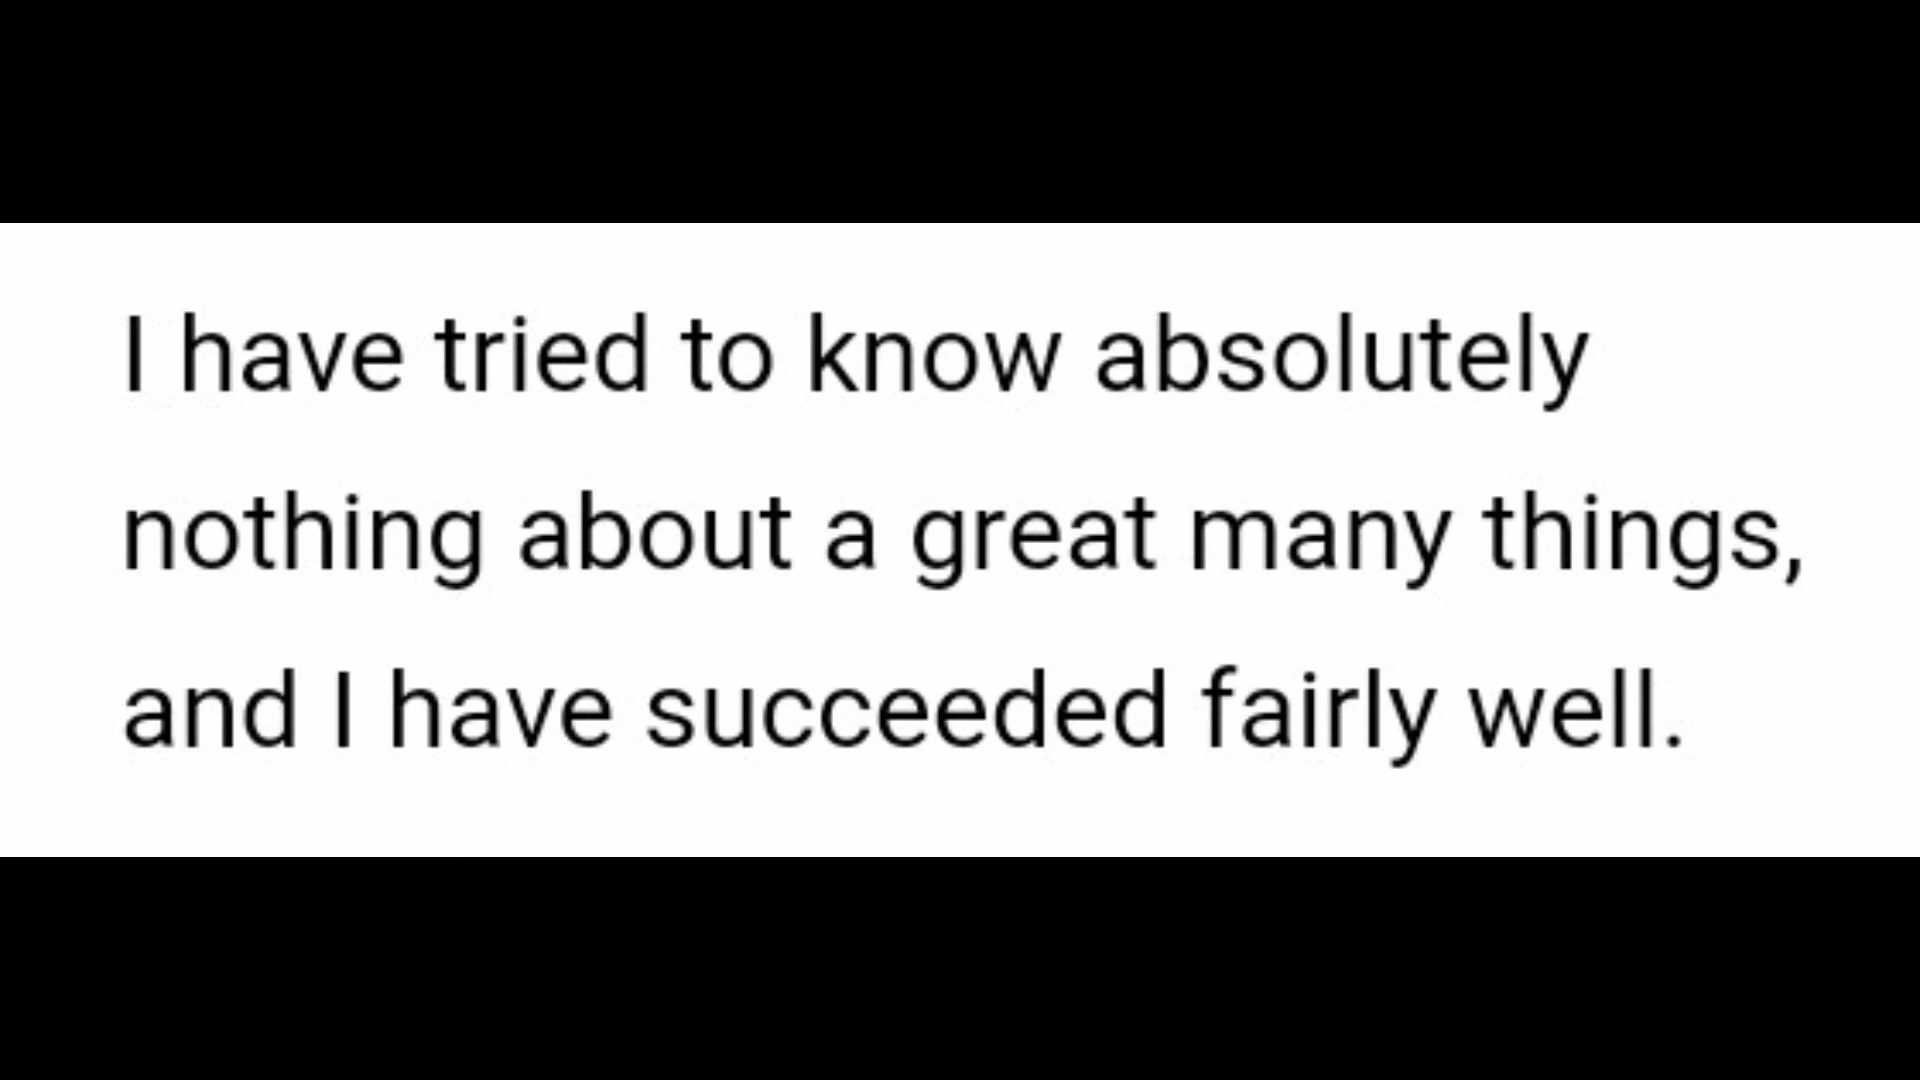 I have tried to know absolutely
nothing about a great many things,
and I have succeeded fairly well.